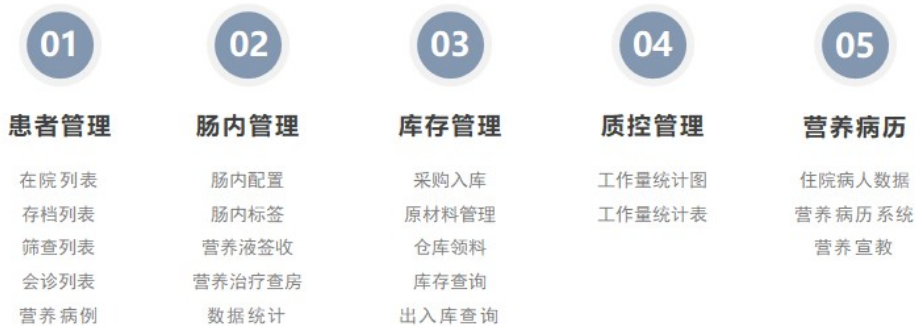 01
02
03
04
05
患者管理
肠内管理
库存管理
质控管理
营养病历
在院列表
肠内配置
采购入库
工作量统计图
住院病人数据
存档列表
肠内标签
原材料管理
工作量统计表
营养病历系统
筛查列表
营养液签收
仓库领料
营养宣教
会诊列表
营养治疗查房
库存查询
营养病例
数据统计
出入库查询